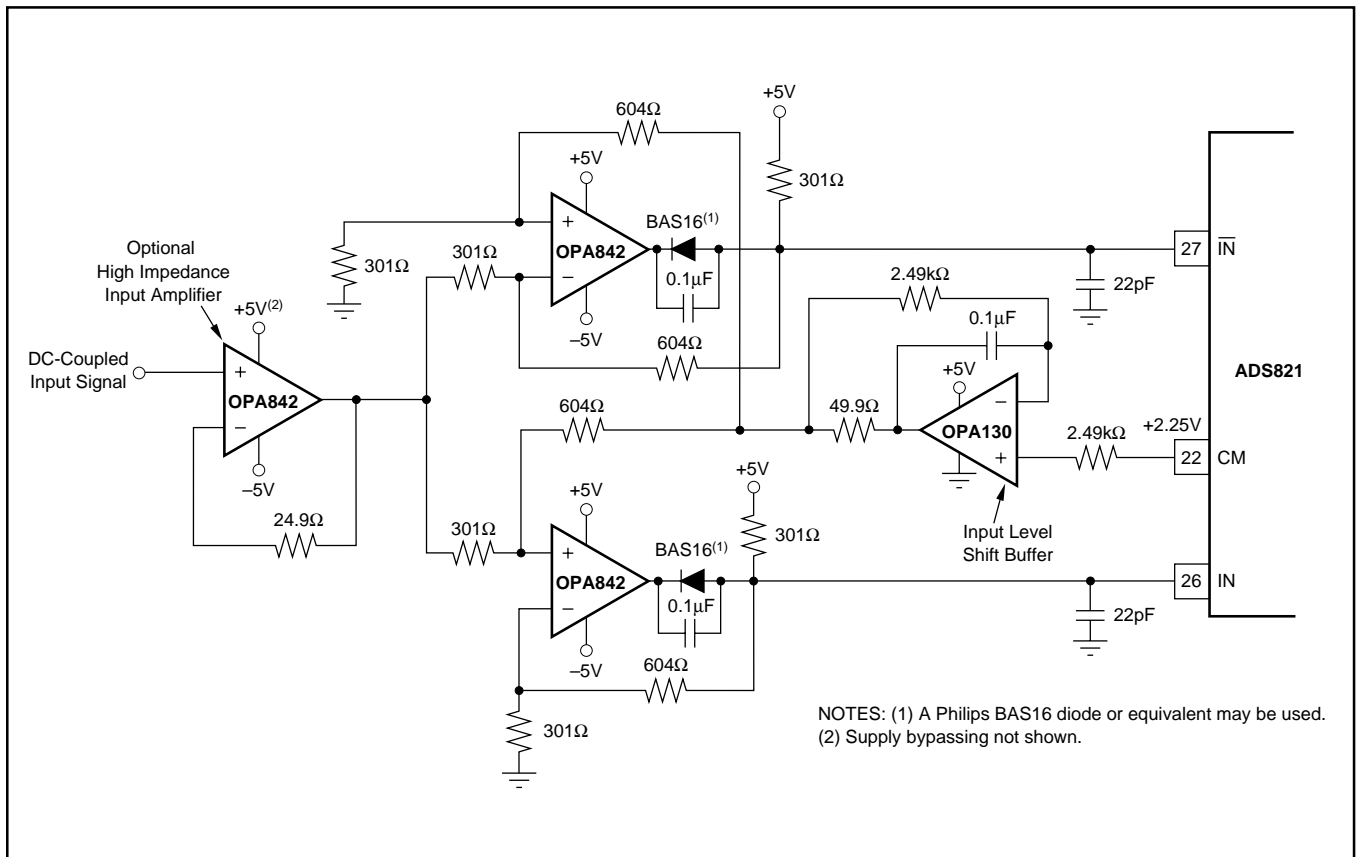 +5V
604Ω
+5V
301Ω
BAS16(1)
+
OPA842
−
0.1µF
27
IN
Optional
High Impedance
Input Amplifier
301Ω
301Ω
2.49kΩ
22pF
+5V(2)
−5V
0.1µF
604Ω
DC-Coupled
Input Signal
+
OPA842
−
+5V
ADS821
604Ω
49.9Ω
−
OPA130
+
+2.25V
2.49kΩ
22
CM
−5V
+5V
+5V
24.9Ω
301Ω
301Ω
Input Level
Shift Buffer
BAS16(1)
+
OPA842
−
0.1µF
26
IN
22pF
−5V
604Ω
301Ω
NOTES: (1) A Philips BAS16 diode or equivalent may be used.
(2) Supply bypassing not shown.